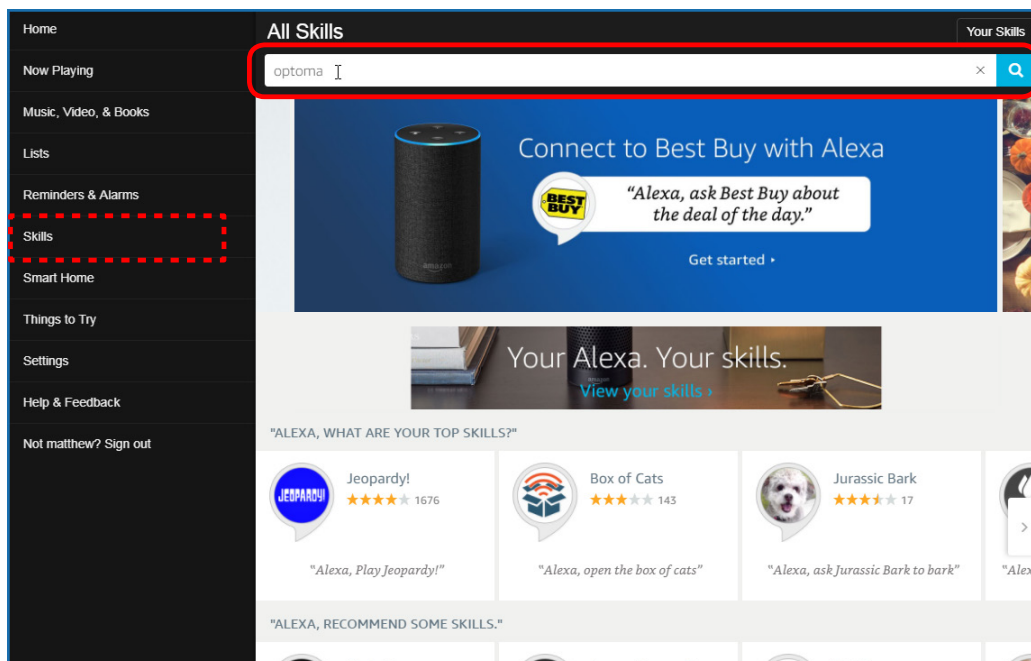 Home
Now Playing
Music, Video, & Books
Lists
Reminders & Alarms
Skills
Smart Home
Things to Try
Settings
Help & Feedback
Not matthew? Sign out
All Skills
Your Skills
optoma
×
amazon
Connect to Best Buy with Alexa
BEST
BUY
"Alexa, ask Best Buy about
the deal of the day."
Get started ▸
Your Alexa. Your skills.
View your skills ›
"ALEXA, WHAT ARE YOUR TOP SKILLS?"
JEOPARDY!
Jeopardy!
1676
"Alexa, Play Jeopardy!"
Box of Cats
143
"Alexa, open the box of cats"
Jurassic Bark
17
"Alexa, ask Jurassic Bark to bark"
"Alex
"ALEXA, RECOMMEND SOME SKILLS."